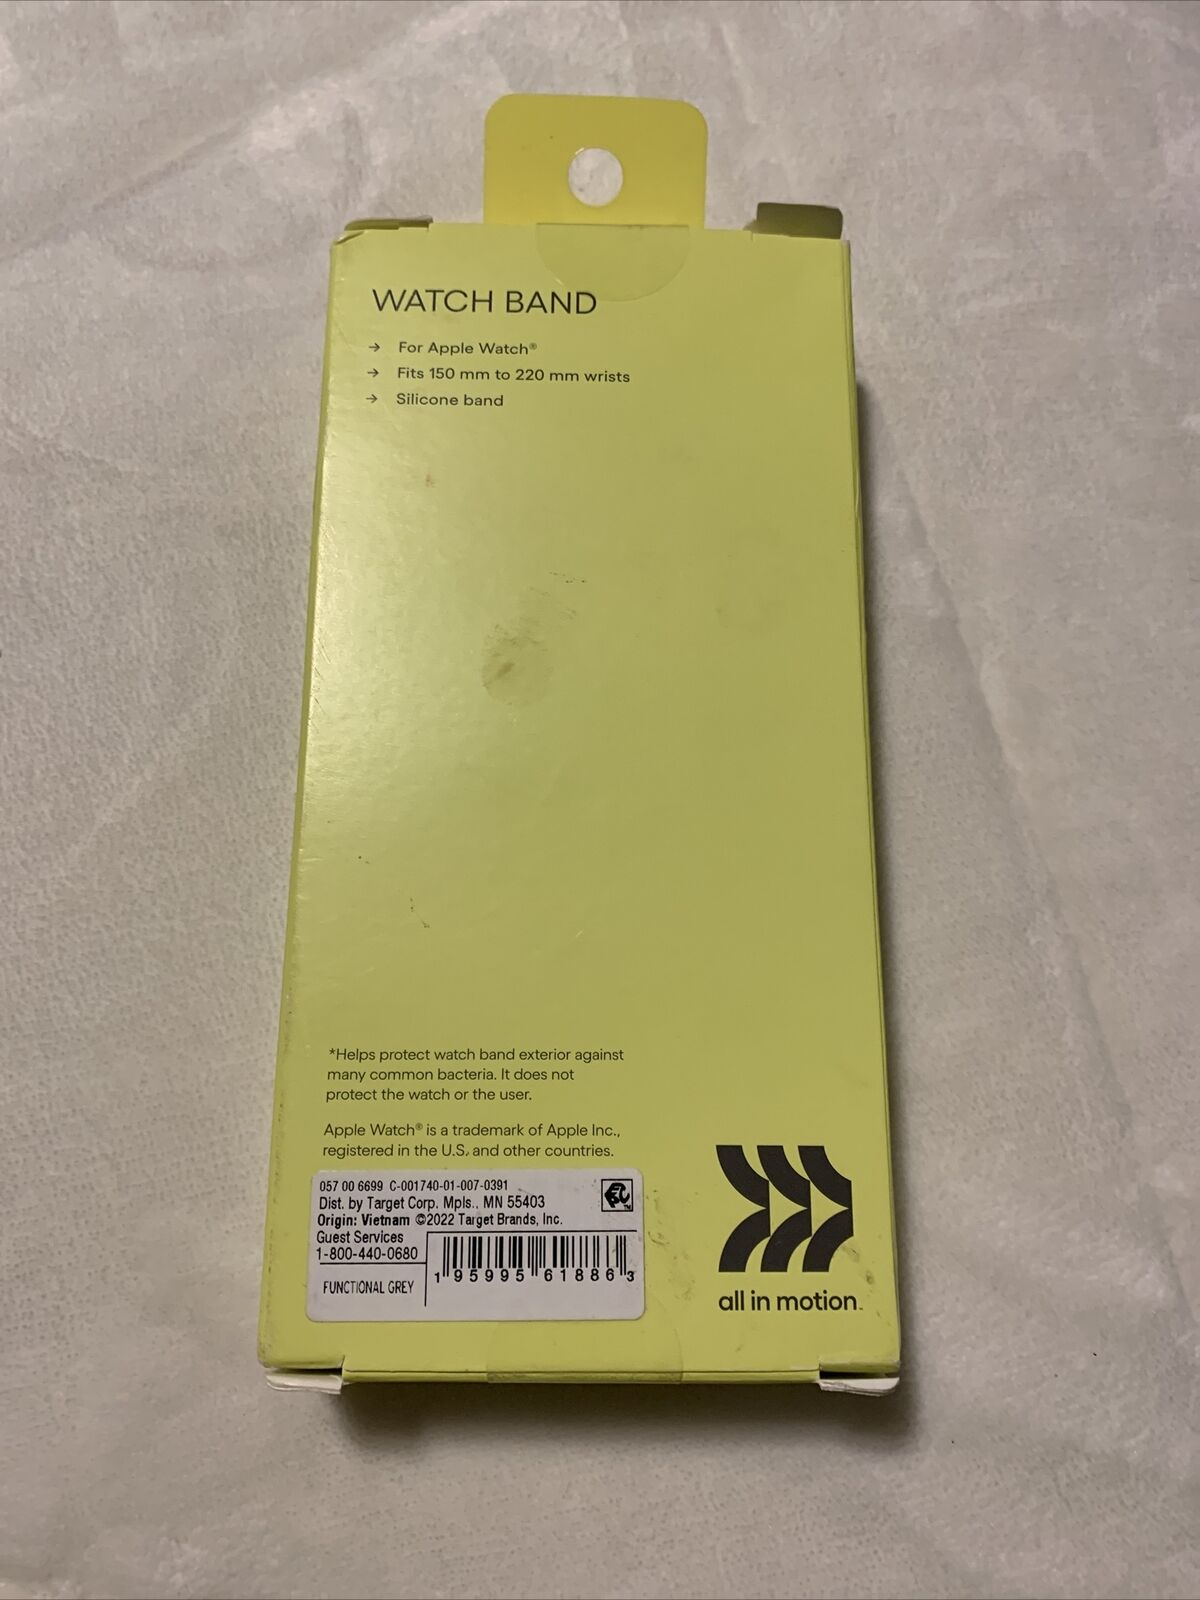 WATCH BAND
→ For Apple Watch®
→ Fits 150 mm to 220 mm wrists
→ Silicone band
*Helps protect watch band exterior against
many common bacteria. It does not
protect the watch or the user.
Apple Watch® is a trademark of Apple Inc.,
registered in the U.S. and other countries.
057 00 6699 C-001740-01-007-0391
Dist. by Target Corp. Mpls., MN 55403
Origin: Vietnam ©2022 Target Brands, Inc.
Guest Services
1-800-440-0680
FUNCTIONAL GREY
1 95995 61886 3
all in motion™